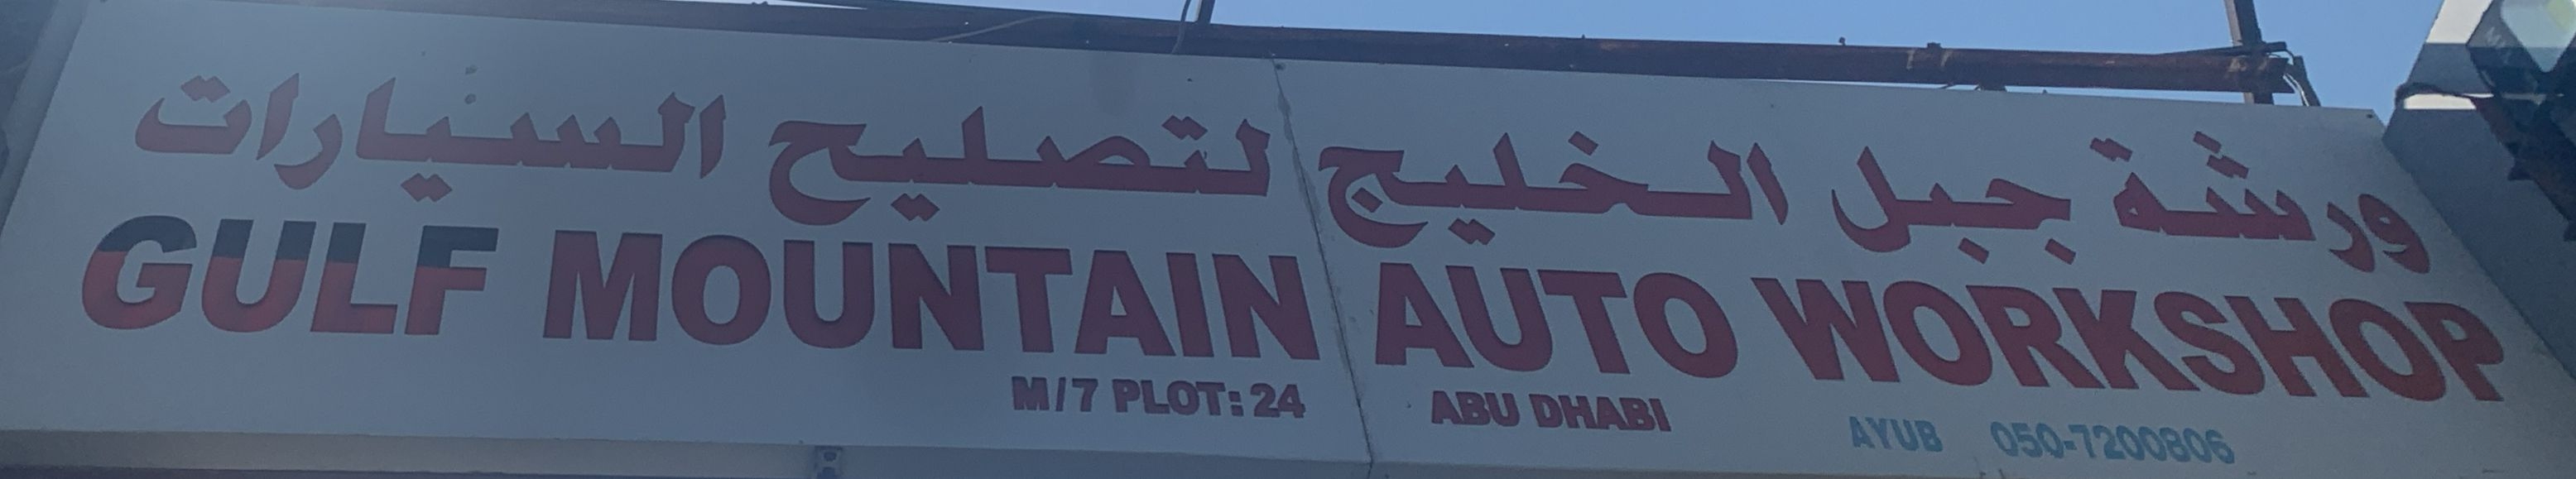 ورشة جبل الخليج لتصليح السيارات
GULF MOUNTAIN AUTO WORKSHOP
M/7 PLOT: 24 ABU DHABI
AYUB 050-7200806